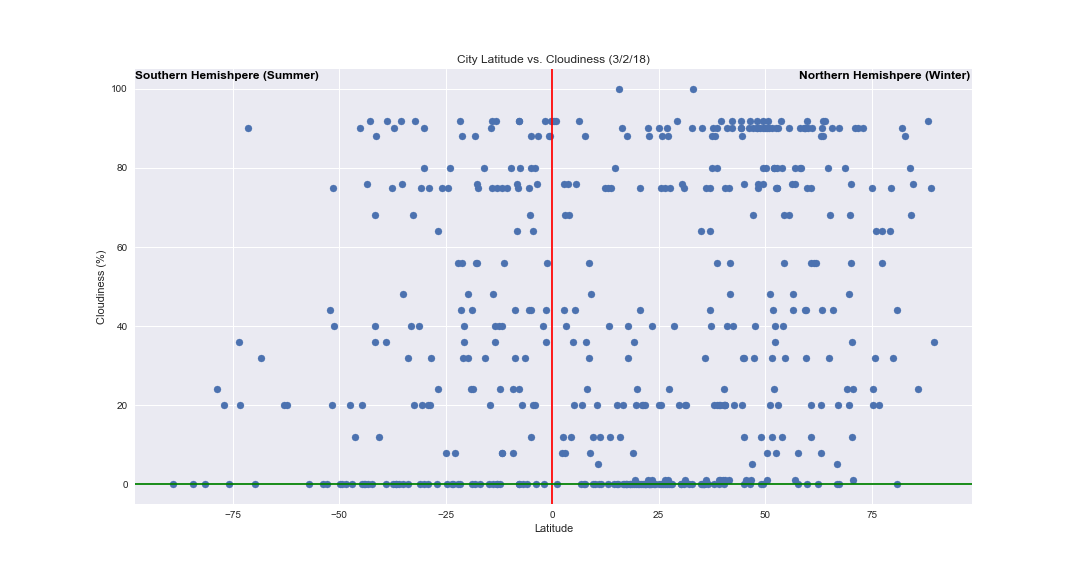 City Latitude vs. Cloudiness (3/2/18)
Southern Hemishpere (Summer)
Northern Hemishpere (Winter)
100
80
60
40
20
0
Cloudiness (%)
−75
−50
−25
0
25
50
75
Latitude